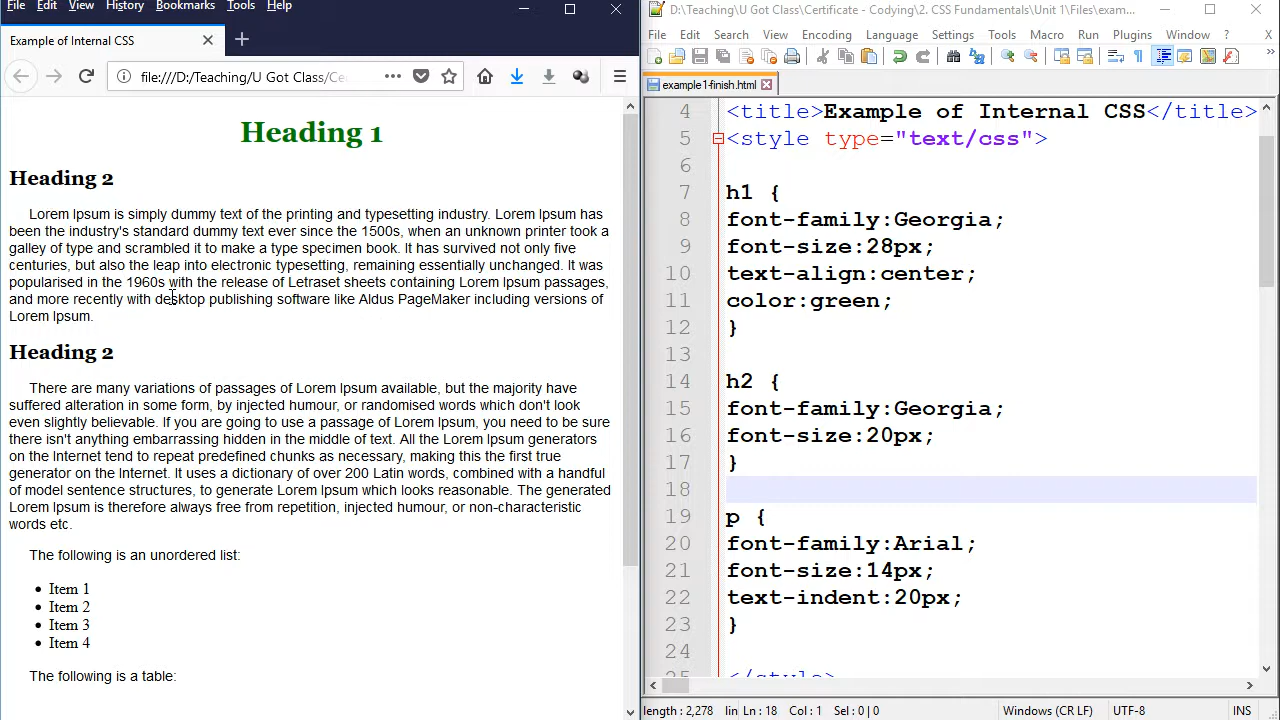 File Edit View History Bookmarks Tools Help
Example of Internal CSS
file:///D:/Teaching/U Got Class/Ce
Heading 1
Heading 2
Lorem Ipsum is simply dummy text of the printing and typesetting industry. Lorem Ipsum has
been the industry's standard dummy text ever since the 1500s, when an unknown printer took a
galley of type and scrambled it to make a type specimen book. It has survived not only five
centuries, but also the leap into electronic typesetting, remaining essentially unchanged. It was
popularised in the 1960s with the release of Letraset sheets containing Lorem Ipsum passages,
and more recently with desktop publishing software like Aldus PageMaker including versions of
Lorem Ipsum.
Heading 2
There are many variations of passages of Lorem Ipsum available, but the majority have
suffered alteration in some form, by injected humour, or randomised words which don't look
even slightly believable. If you are going to use a passage of Lorem Ipsum, you need to be sure
there isn't anything embarrassing hidden in the middle of text. All the Lorem Ipsum generators
on the Internet tend to repeat predefined chunks as necessary, making this the first true
generator on the Internet. It uses a dictionary of over 200 Latin words, combined with a handful
of model sentence structures, to generate Lorem Ipsum which looks reasonable. The generated
Lorem Ipsum is therefore always free from repetition, injected humour, or non-characteristic
words etc.
The following is an unordered list:
Item 1
Item 2
Item 3
Item 4
The following is a table:
D:\Teaching\U Got Class\Certificate - Codying\2. CSS Fundamentals\Unit 1\Files\exam...
File Edit Search View Encoding Language Settings Tools Macro Run Plugins Window ? X
example1-finish.html
4 <title>Example of Internal CSS</title>
5 <style type="text/css">
6
7 h1 {
8 font-family:Georgia;
9 font-size:28px;
10 text-align:center;
11 color:green;
12 }
13
14 h2 {
15 font-family:Georgia;
16 font-size:20px;
17 }
18
19 p {
20 font-family:Arial;
21 font-size:14px;
22 text-indent:20px;
23 }
24
25 </style>
length : 2,278 lin Ln : 18 Col : 1 Sel : 0 | 0 Windows (CR LF) UTF-8 INS